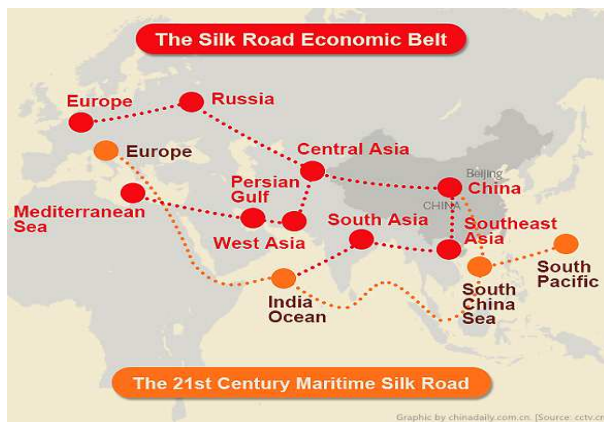 The Silk Road Economic Belt
Europe
Russia
Europe
Central Asia
Beijing
China
CHINA
Persian
Gulf
Mediterranean
Sea
West Asia
South Asia
Southeast
Asia
India
Ocean
South
China
Sea
South
Pacific
The 21st Century Maritime Silk Road
Graphic by chinadaily.com.cn. [Source: cctv.cn